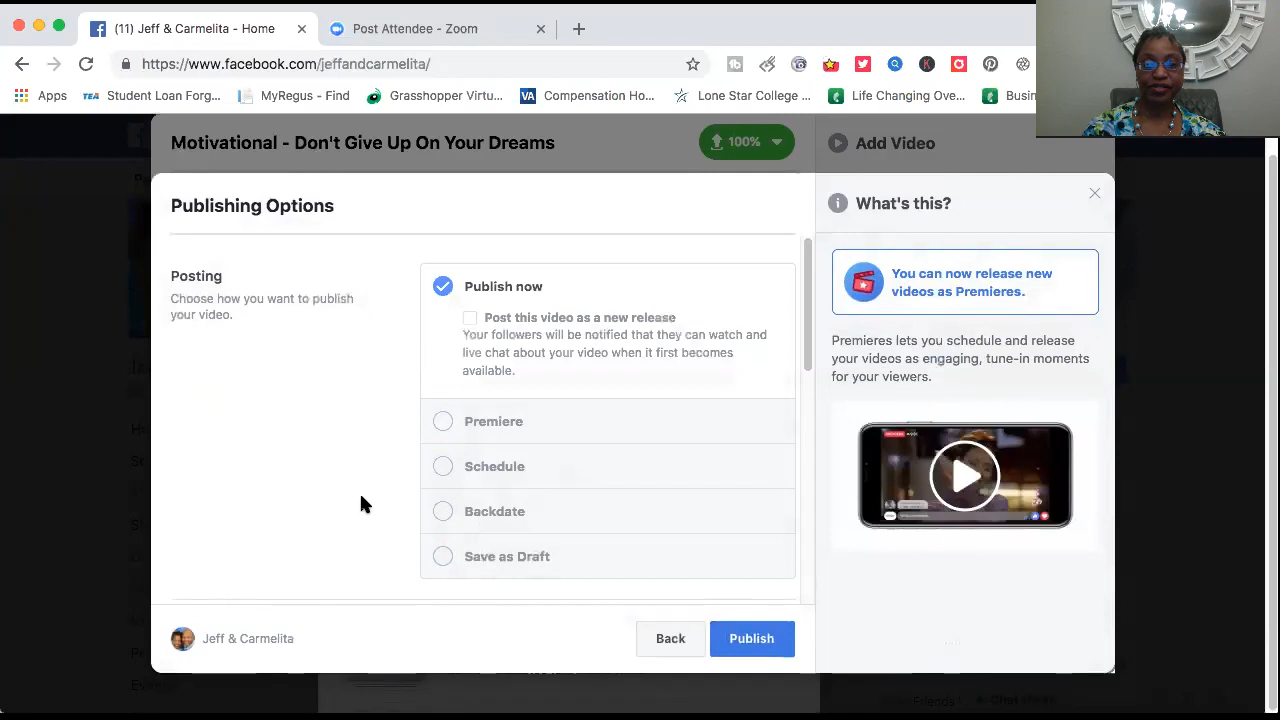 (11) Jeff & Carmelita - Home
Post Attendee - Zoom
https://www.facebook.com/jeffandcarmelita/
Apps
Student Loan Forg...
MyRegus - Find
Grasshopper Virtu...
Compensation Ho...
Lone Star College ...
Life Changing Ove...
Busin
Motivational - Don't Give Up On Your Dreams
100%
Add Video
Publishing Options
What's this?
Posting
Choose how you want to publish
your video.
Publish now
Post this video as a new release
Your followers will be notified that they can watch and
live chat about your video when it first becomes
available.
Premiere
Schedule
Backdate
Save as Draft
You can now release new
videos as Premieres.
Premieres lets you schedule and release
your videos as engaging, tune-in moments
for your viewers.
Jeff & Carmelita
Back
Publish